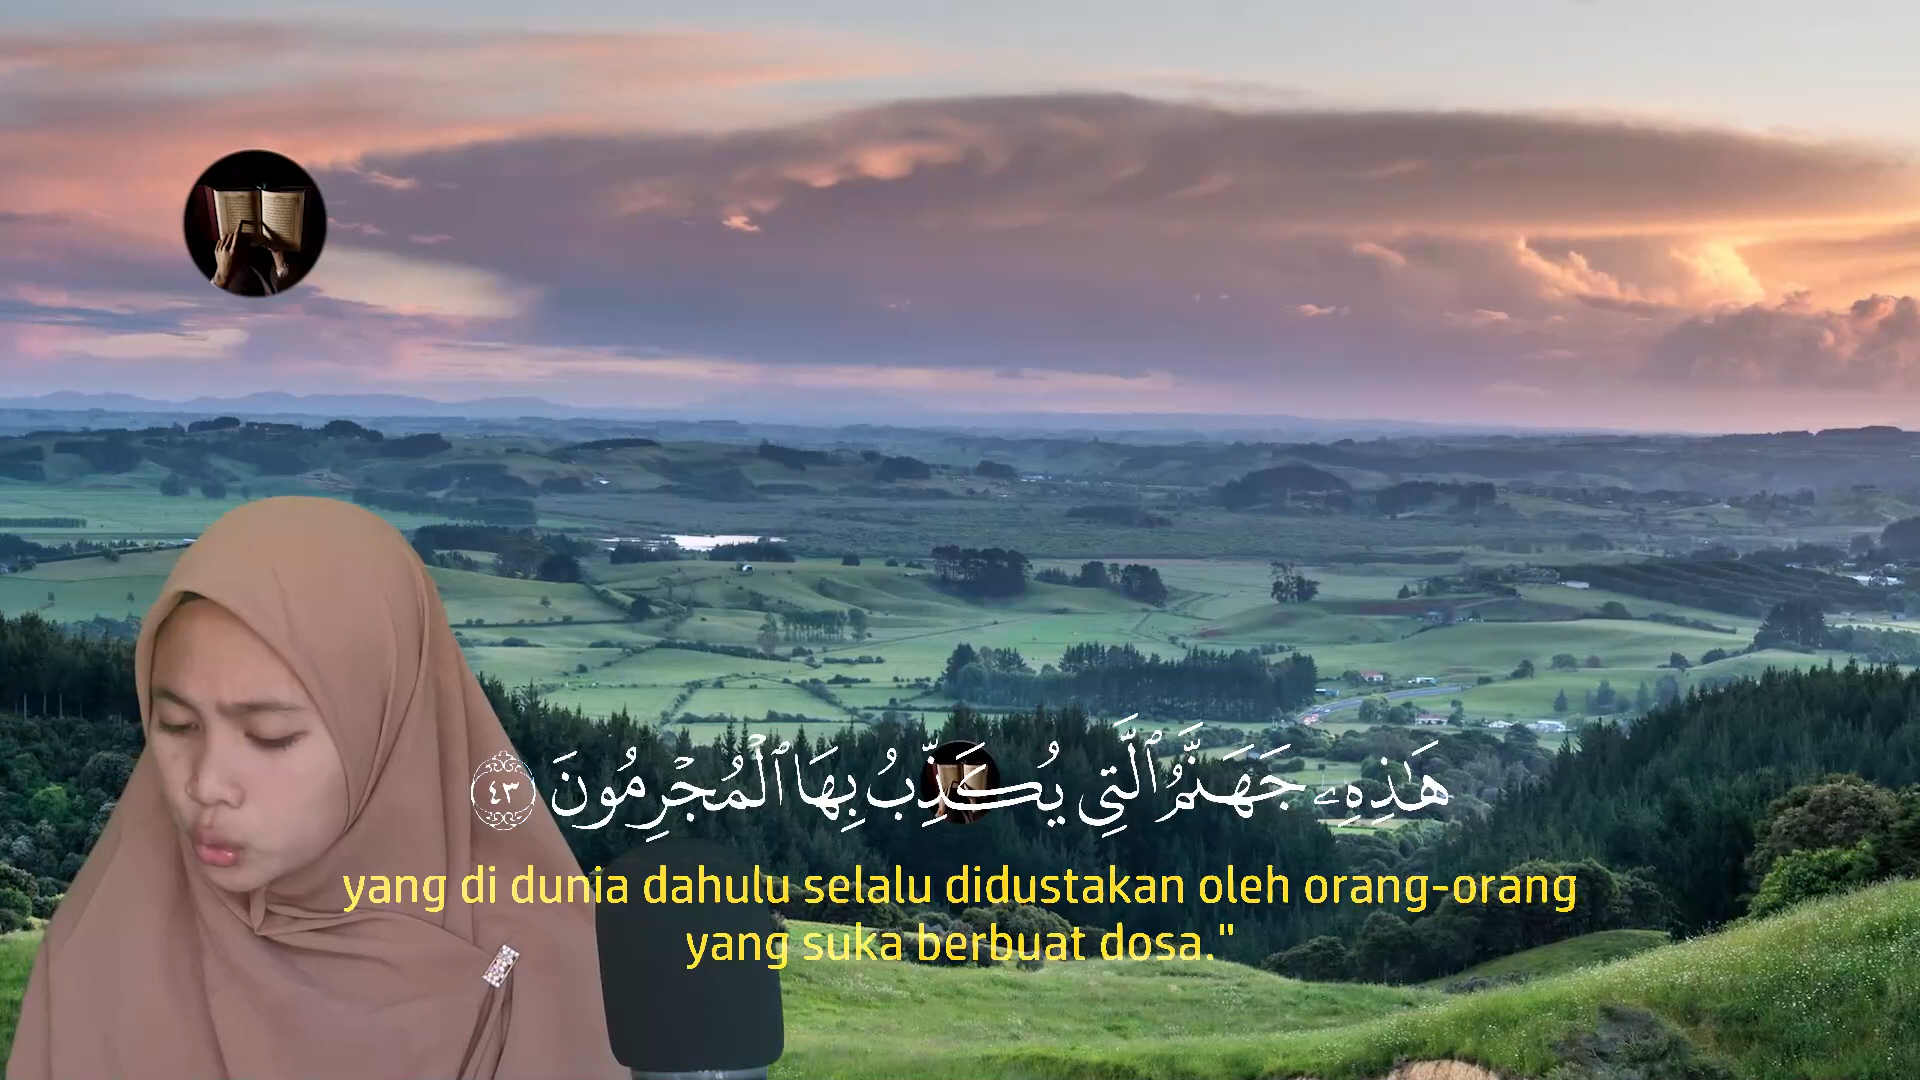 هَـٰذِهِۦ جَهَنَّمُ ٱلَّتِي يُكَذِّبُ بِهَا ٱلْمُجْرِمُونَ ٤٣
yang di dunia dahulu selalu didustakan oleh orang-orang
yang suka berbuat dosa."